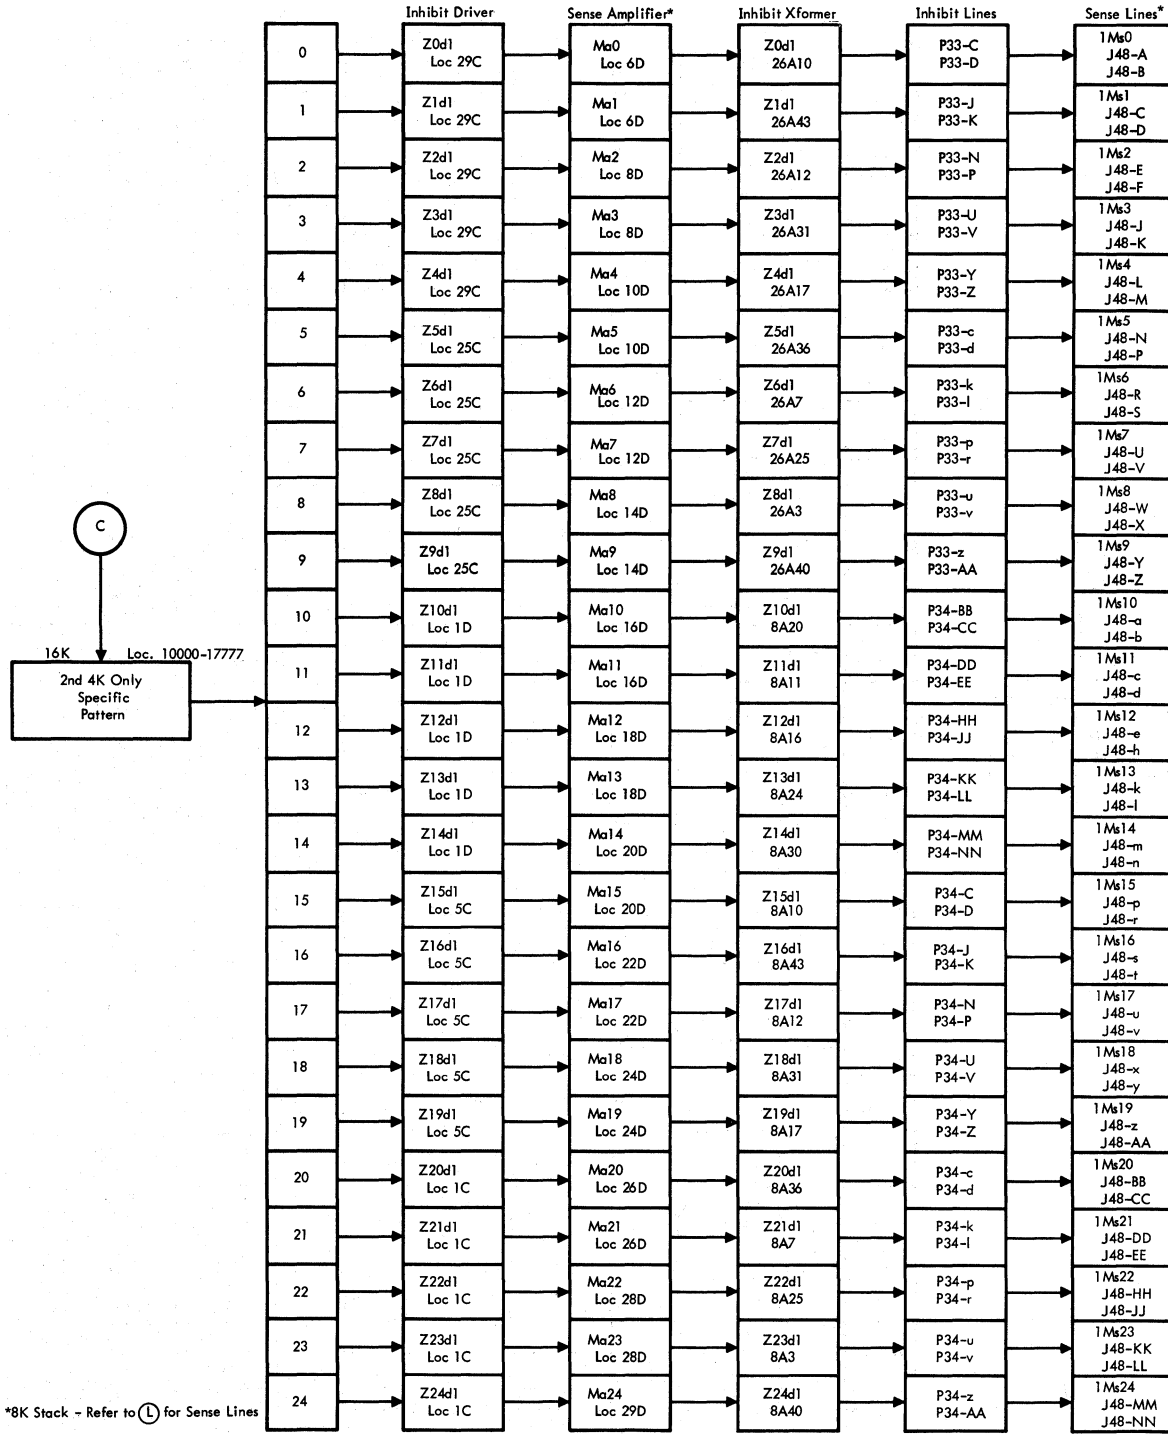 Inhibit Driver Sense Amplifier* Inhibit Xformer Inhibit Lines Sense Lines*
0 Z0d1 Loc 29C Ma0 Loc 6D Z0d1 26A10 P33-C P33-D 1Ms0 J48-A J48-B
1 Z1d1 Loc 29C Ma1 Loc 6D Z1d1 26A43 P33-J P33-K 1Ms1 J48-C J48-D
2 Z2d1 Loc 29C Ma2 Loc 8D Z2d1 26A12 P33-N P33-P 1Ms2 J48-E J48-F
3 Z3d1 Loc 29C Ma3 Loc 8D Z3d1 26A31 P33-U P33-V 1Ms3 J48-J J48-K
4 Z4d1 Loc 29C Ma4 Loc 10D Z4d1 26A17 P33-Y P33-Z 1Ms4 J48-L J48-M
5 Z5d1 Loc 25C Ma5 Loc 10D Z5d1 26A36 P33-c P33-d 1Ms5 J48-N J48-P
6 Z6d1 Loc 25C Ma6 Loc 12D Z6d1 26A7 P33-k P33-l 1Ms6 J48-R J48-S
7 Z7d1 Loc 25C Ma7 Loc 12D Z7d1 26A25 P33-p P33-r 1Ms7 J48-U J48-V
8 Z8d1 Loc 25C Ma8 Loc 14D Z8d1 26A3 P33-u P33-v 1Ms8 J48-W J48-X
C
9 Z9d1 Loc 25C Ma9 Loc 14D Z9d1 26A40 P33-z P33-AA 1Ms9 J48-Y J48-Z
10 Z10d1 Loc 1D Ma10 Loc 16D Z10d1 8A20 P34-BB P34-CC 1Ms10 J48-a J48-b
16K Loc. 10000-17777
2nd 4K Only
Specific
Pattern
11 Z11d1 Loc 1D Ma11 Loc 16D Z11d1 8A11 P34-DD P34-EE 1Ms11 J48-c J48-d
12 Z12d1 Loc 1D Ma12 Loc 18D Z12d1 8A16 P34-HH P34-JJ 1Ms12 J48-e J48-h
13 Z13d1 Loc 1D Ma13 Loc 18D Z13d1 8A24 P34-KK P34-LL 1Ms13 J48-k J48-l
14 Z14d1 Loc 1D Ma14 Loc 20D Z14d1 8A30 P34-MM P34-NN 1Ms14 J48-m J48-n
15 Z15d1 Loc 5C Ma15 Loc 20D Z15d1 8A10 P34-C P34-D 1Ms15 J48-p J48-r
16 Z16d1 Loc 5C Ma16 Loc 22D Z16d1 8A43 P34-J P34-K 1Ms16 J48-s J48-t
17 Z17d1 Loc 5C Ma17 Loc 22D Z17d1 8A12 P34-N P34-P 1Ms17 J48-u J48-v
18 Z18d1 Loc 5C Ma18 Loc 24D Z18d1 8A31 P34-U P34-V 1Ms18 J48-x J48-y
19 Z19d1 Loc 5C Ma19 Loc 24D Z19d1 8A17 P34-Y P34-Z 1Ms19 J48-z J48-AA
20 Z20d1 Loc 1C Ma20 Loc 26D Z20d1 8A36 P34-c P34-d 1Ms20 J48-BB J48-CC
21 Z21d1 Loc 1C Ma21 Loc 26D Z21d1 8A7 P34-k P34-l 1Ms21 J48-DD J48-EE
22 Z22d1 Loc 1C Ma22 Loc 28D Z22d1 8A25 P34-p P34-r 1Ms22 J48-HH J48-JJ
23 Z23d1 Loc 1C Ma23 Loc 28D Z23d1 8A3 P34-u P34-v 1Ms23 J48-KK J48-LL
24 Z24d1 Loc 1C Ma24 Loc 29D Z24d1 8A40 P34-z P34-AA 1Ms24 J48-MM J48-NN
*8K Stack - Refer to L for Sense Lines